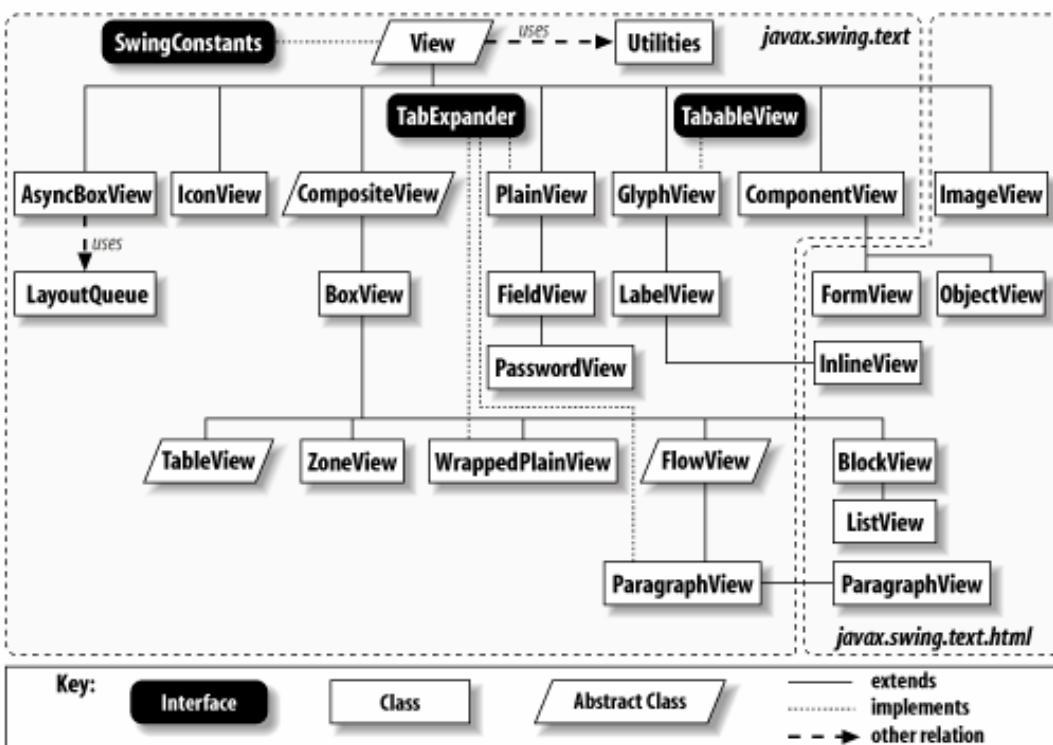 SwingConstants
View
uses
Utilities
javax.swing.text
TabExpander
TabableView
AsyncBoxView
IconView
CompositeView
PlainView
GlyphView
ComponentView
ImageView
uses
LayoutQueue
BoxView
FieldView
LabelView
FormView
ObjectView
PasswordView
InlineView
TableView
ZoneView
WrappedPlainView
FlowView
BlockView
ListView
ParagraphView
ParagraphView
javax.swing.text.html
Key:
Interface
Class
Abstract Class
extends
implements
other relation